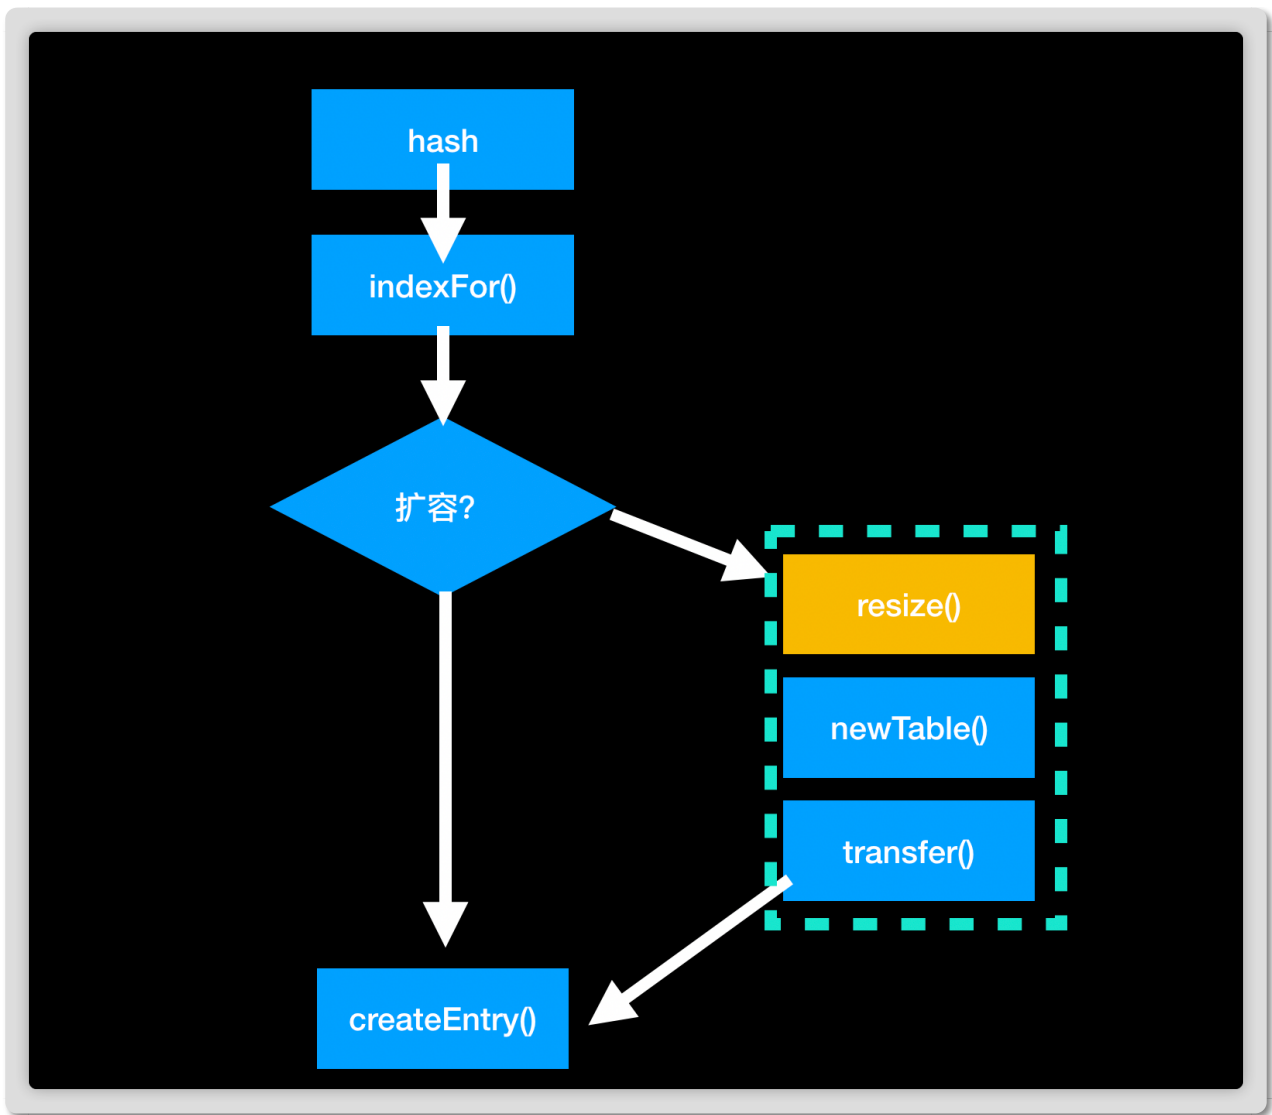 hash
indexFor()
扩容?
resize()
newTable()
transfer()
createEntry()